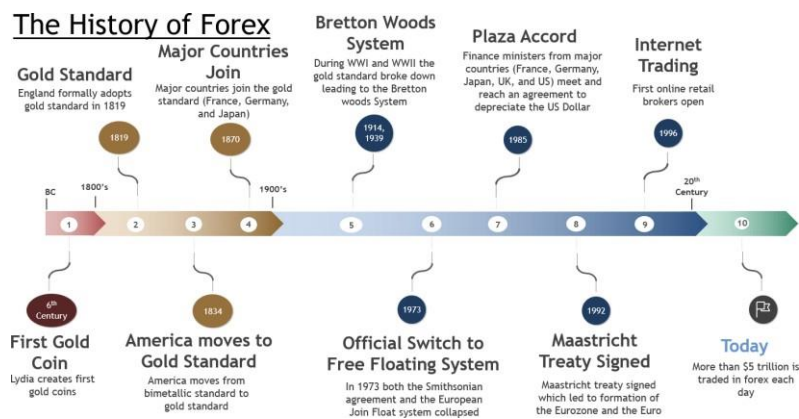 The History of Forex
Gold Standard
England formally adopts
gold standard in 1819
1819
Major Countries
Join
Major countries join the gold
standard (France, Germany,
and Japan)
1870
Bretton Woods
System
During WWI and WWII the
gold standard broke down
leading to the Bretton
woods System
1914,
1939
Plaza Accord
Finance ministers from major
countries (France, Germany,
Japan, UK, and US) meet and
reach an agreement to
depreciate the US Dollar
1985
Internet
Trading
First online retail
brokers open
1996
BC
1800's
1900's
20th
Century
1
2
3
4
5
6
7
8
9
10
6th
Century
First Gold
Coin
Lydia creates first
gold coins
1834
America moves to
Gold Standard
America moves from
bimetallic standard to
gold standard
1973
Official Switch to
Free Floating System
In 1973 both the Smithsonian
agreement and the European
Join Float system collapsed
1992
Maastricht
Treaty Signed
Maastricht treaty signed
which led to formation of
the Eurozone and the Euro
Today
More than $5 trillion is
traded in forex each
day